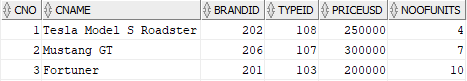 CNO CNAME BRANDID TYPEID PRICEUSD NOOFUNITS
1 Tesla Model S Roadster 202 108 250000 4
2 Mustang GT 206 107 300000 7
3 Fortuner 201 103 200000 10